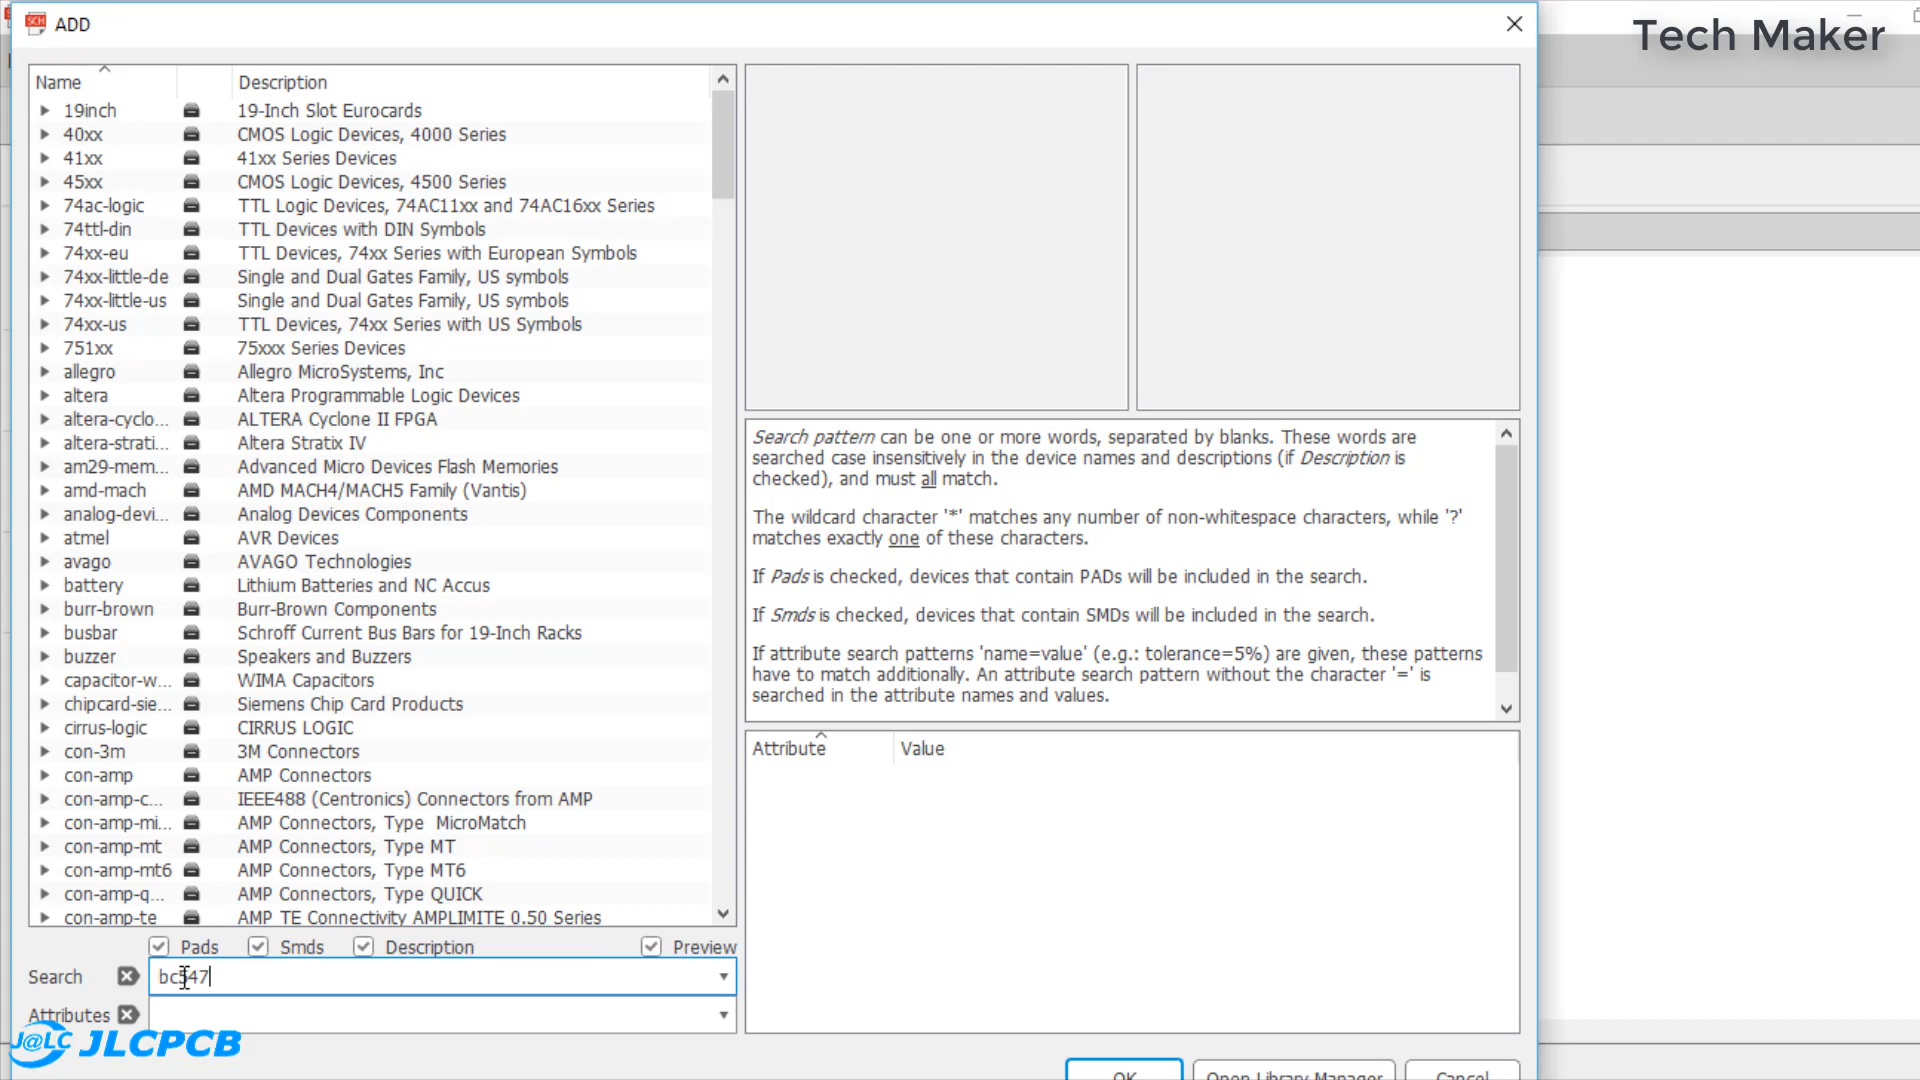 SCH ADD
Tech Maker
Name Description
19inch 19-Inch Slot Eurocards
40xx CMOS Logic Devices, 4000 Series
41xx 41xx Series Devices
45xx CMOS Logic Devices, 4500 Series
74ac-logic TTL Logic Devices, 74AC11xx and 74AC16xx Series
74ttl-din TTL Devices with DIN Symbols
74xx-eu TTL Devices, 74xx Series with European Symbols
74xx-little-de Single and Dual Gates Family, US symbols
74xx-little-us Single and Dual Gates Family, US symbols
74xx-us TTL Devices, 74xx Series with US Symbols
751xx 75xxx Series Devices
allegro Allegro MicroSystems, Inc
altera Altera Programmable Logic Devices
altera-cyclo... ALTERA Cyclone II FPGA
altera-strati... Altera Stratix IV
am29-mem... Advanced Micro Devices Flash Memories
amd-mach AMD MACH4/MACH5 Family (Vantis)
analog-devi... Analog Devices Components
atmel AVR Devices
avago AVAGO Technologies
battery Lithium Batteries and NC Accus
burr-brown Burr-Brown Components
busbar Schroff Current Bus Bars for 19-Inch Racks
buzzer Speakers and Buzzers
capacitor-w... WIMA Capacitors
chipcard-sie... Siemens Chip Card Products
cirrus-logic CIRRUS LOGIC
con-3m 3M Connectors
con-amp AMP Connectors
con-amp-c... IEEE488 (Centronics) Connectors from AMP
con-amp-mi... AMP Connectors, Type MicroMatch
con-amp-mt AMP Connectors, Type MT
con-amp-mt6 AMP Connectors, Type MT6
con-amp-q... AMP Connectors, Type QUICK
con-amp-te AMP TE Connectivity AMPLIMITE 0.50 Series
Pads Smds Description Preview
Search bc547
Attributes
J@LC JLCPCB
Search pattern can be one or more words, separated by blanks. These words are
searched case insensitively in the device names and descriptions (if Description is
checked), and must all match.
The wildcard character '*' matches any number of non-whitespace characters, while '?'
matches exactly one of these characters.
If Pads is checked, devices that contain PADs will be included in the search.
If Smds is checked, devices that contain SMDs will be included in the search.
If attribute search patterns 'name=value' (e.g.: tolerance=5%) are given, these patterns
have to match additionally. An attribute search pattern without the character '=' is
searched in the attribute names and values.
Attribute Value
OK Open Library Manager Cancel